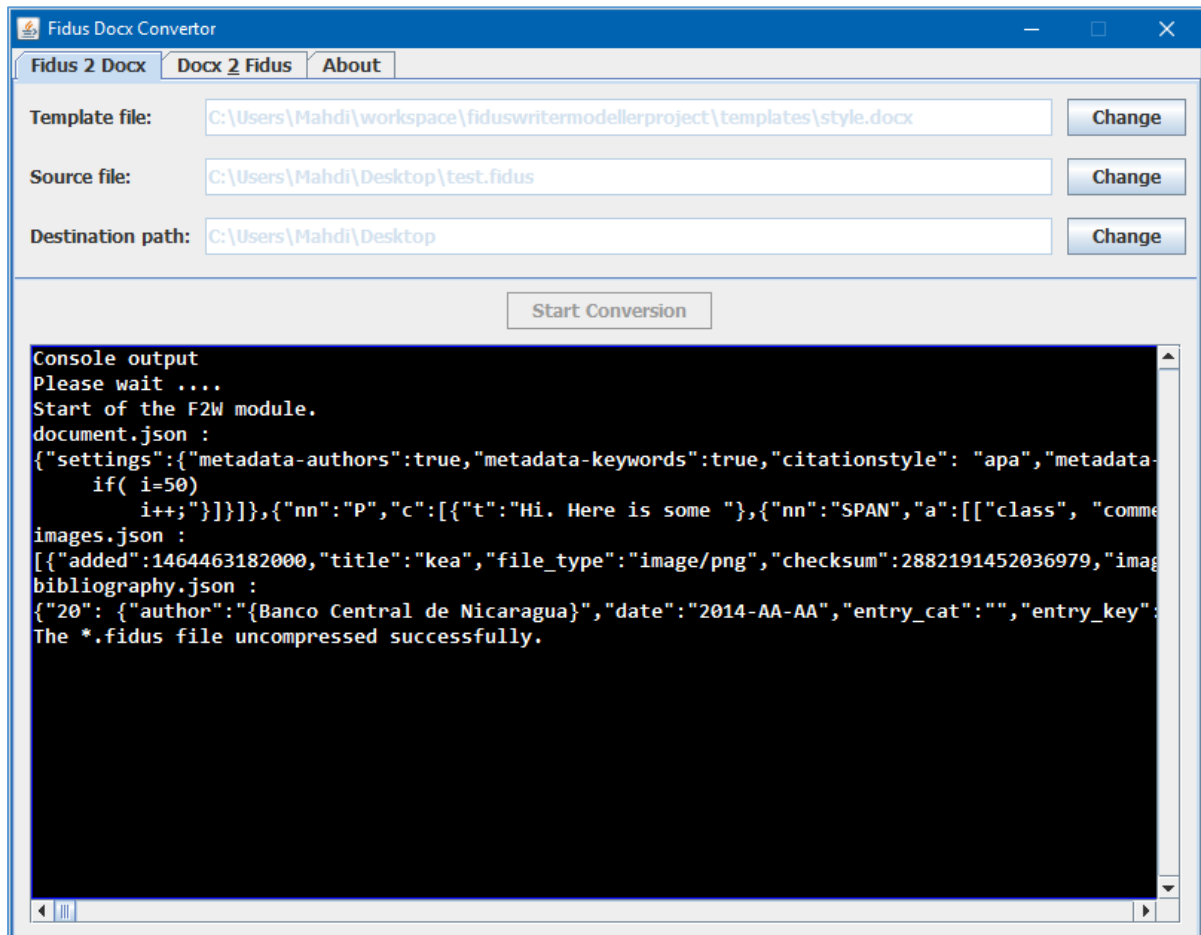 Fidus Docx Convertor
Fidus 2 Docx Docx 2 Fidus About
Template file: C:\Users\Mahdi\workspace\fiduswritermodellerproject\templates\style.docx Change
Source file: C:\Users\Mahdi\Desktop\test.fidus Change
Destination path: C:\Users\Mahdi\Desktop Change
Start Conversion
Console output
Please wait ....
Start of the F2W module.
document.json :
{"settings":{"metadata-authors":true,"metadata-keywords":true,"citationstyle": "apa","metadata-
if( i=50)
i++;"}]}]},{"nn":"P","c":[{"t":"Hi. Here is some "},{"nn":"SPAN","a":[["class", "comme
images.json :
[{"added":1464463182000,"title":"kea","file_type":"image/png","checksum":2882191452036979,"imag
bibliography.json :
{"20": {"author":"{Banco Central de Nicaragua}","date":"2014-AA-AA","entry_cat":"","entry_key":
The *.fidus file uncompressed successfully.